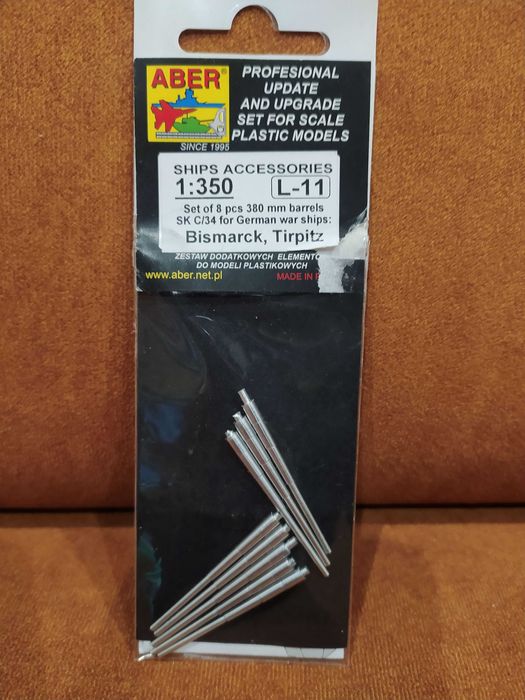 ABER®
PROFESIONAL
UPDATE
AND UPGRADE
SET FOR SCALE
PLASTIC MODELS
SINCE 1995
SHIPS ACCESSORIES
1:350 L-11
Set of 8 pcs 380 mm barrels
SK C/34 for German war ships:
Bismarck, Tirpitz
ZESTAW DODATKOWYCH ELEMENTÓ
DO MODELI PLASTIKOWYCH
www.aber.net.pl MADE IN